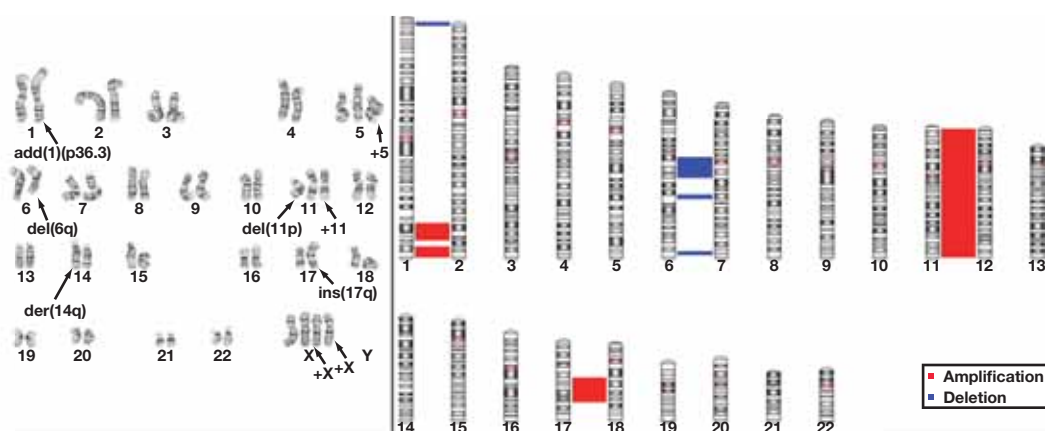 1 2 3 4 5
add(1)(p36.3) +5
6 7 8 9 10 11 12
del(6q) del(11p) +11
13 14 15 16 17 18
der(14q) ins(17q)
19 20 21 22 X Y
+X +X
1 2 3 4 5 6 7 8 9 10 11 12 13
14 15 16 17 18 19 20 21 22
Amplification
Deletion